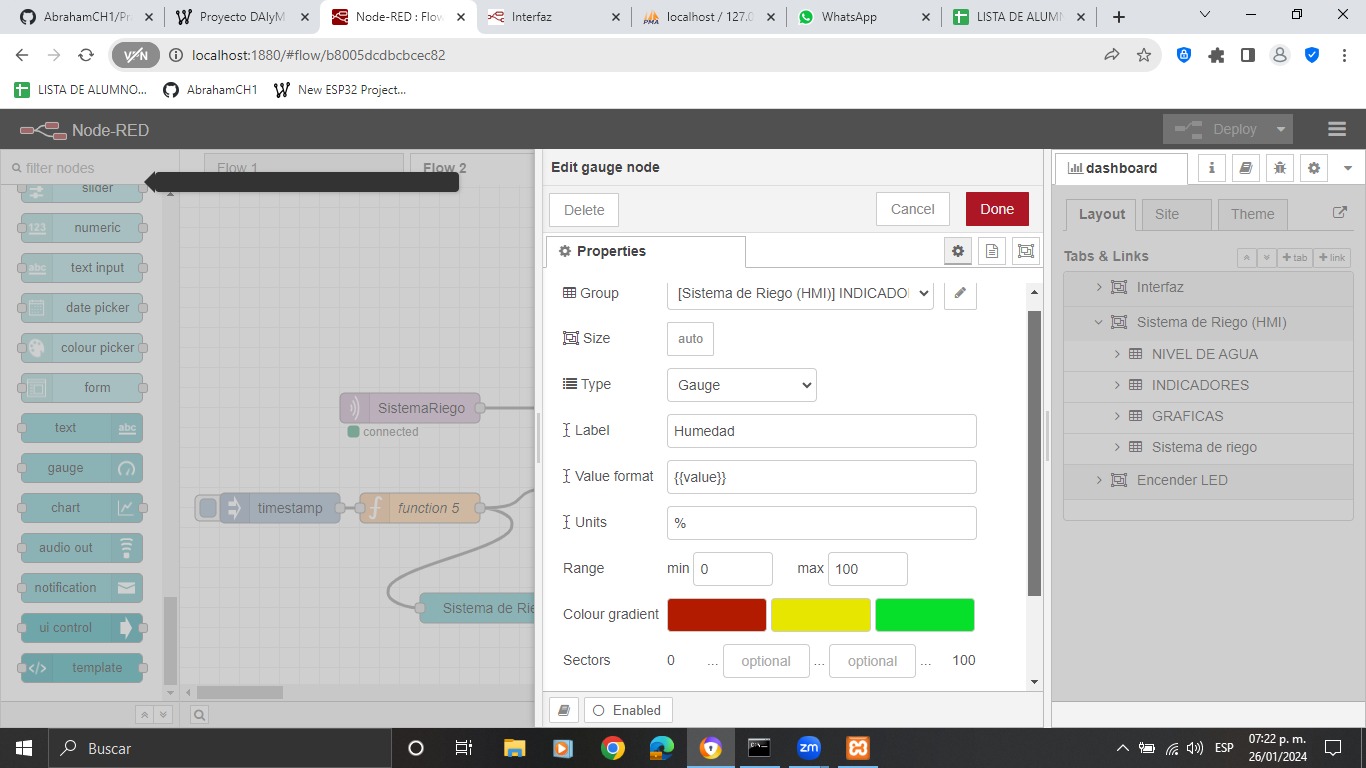 AbrahamCH1/Pr
Proyecto DAlyM
Node-RED : Flow
Interfaz
localhost / 127.0
WhatsApp
LISTA DE ALUMN
VPN
localhost:1880/#flow/b8005dcdbcbcec82
LISTA DE ALUMNO...
AbrahamCH1
New ESP32 Project...
Node-RED
Deploy
filter nodes
Flow 1
Flow 2
slider
numeric
text input
date picker
colour picker
form
text
gauge
chart
audio out
notification
ui control
template
SistemaRiego
connected
timestamp
function 5
Sistema de Rie
Edit gauge node
Delete
Cancel
Done
Properties
Group
[Sistema de Riego (HMI)] INDICADO
Size
auto
Type
Gauge
Label
Humedad
Value format
{{value}}
Units
%
Range
min 0
max 100
Colour gradient
Sectors
0 ... optional ... optional ... 100
Enabled
dashboard
Layout
Site
Theme
Tabs & Links
tab
link
Interfaz
Sistema de Riego (HMI)
NIVEL DE AGUA
INDICADORES
GRAFICAS
Sistema de riego
Encender LED
Buscar
zm
ESP
07:22 p. m.
26/01/2024